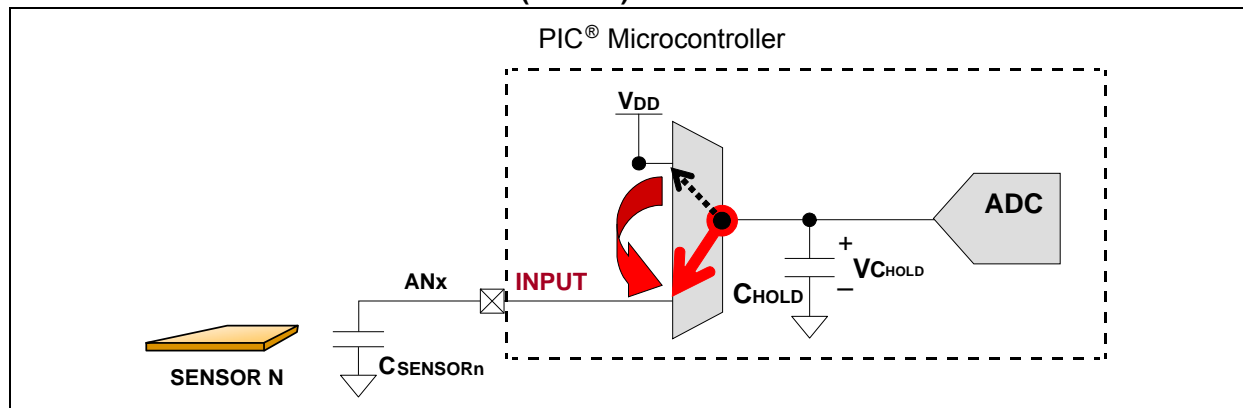 PIC® Microcontroller
VDD
ADC
+
VCHOLD
–
CHOLD
ANx
INPUT
CSENSORn
SENSOR N